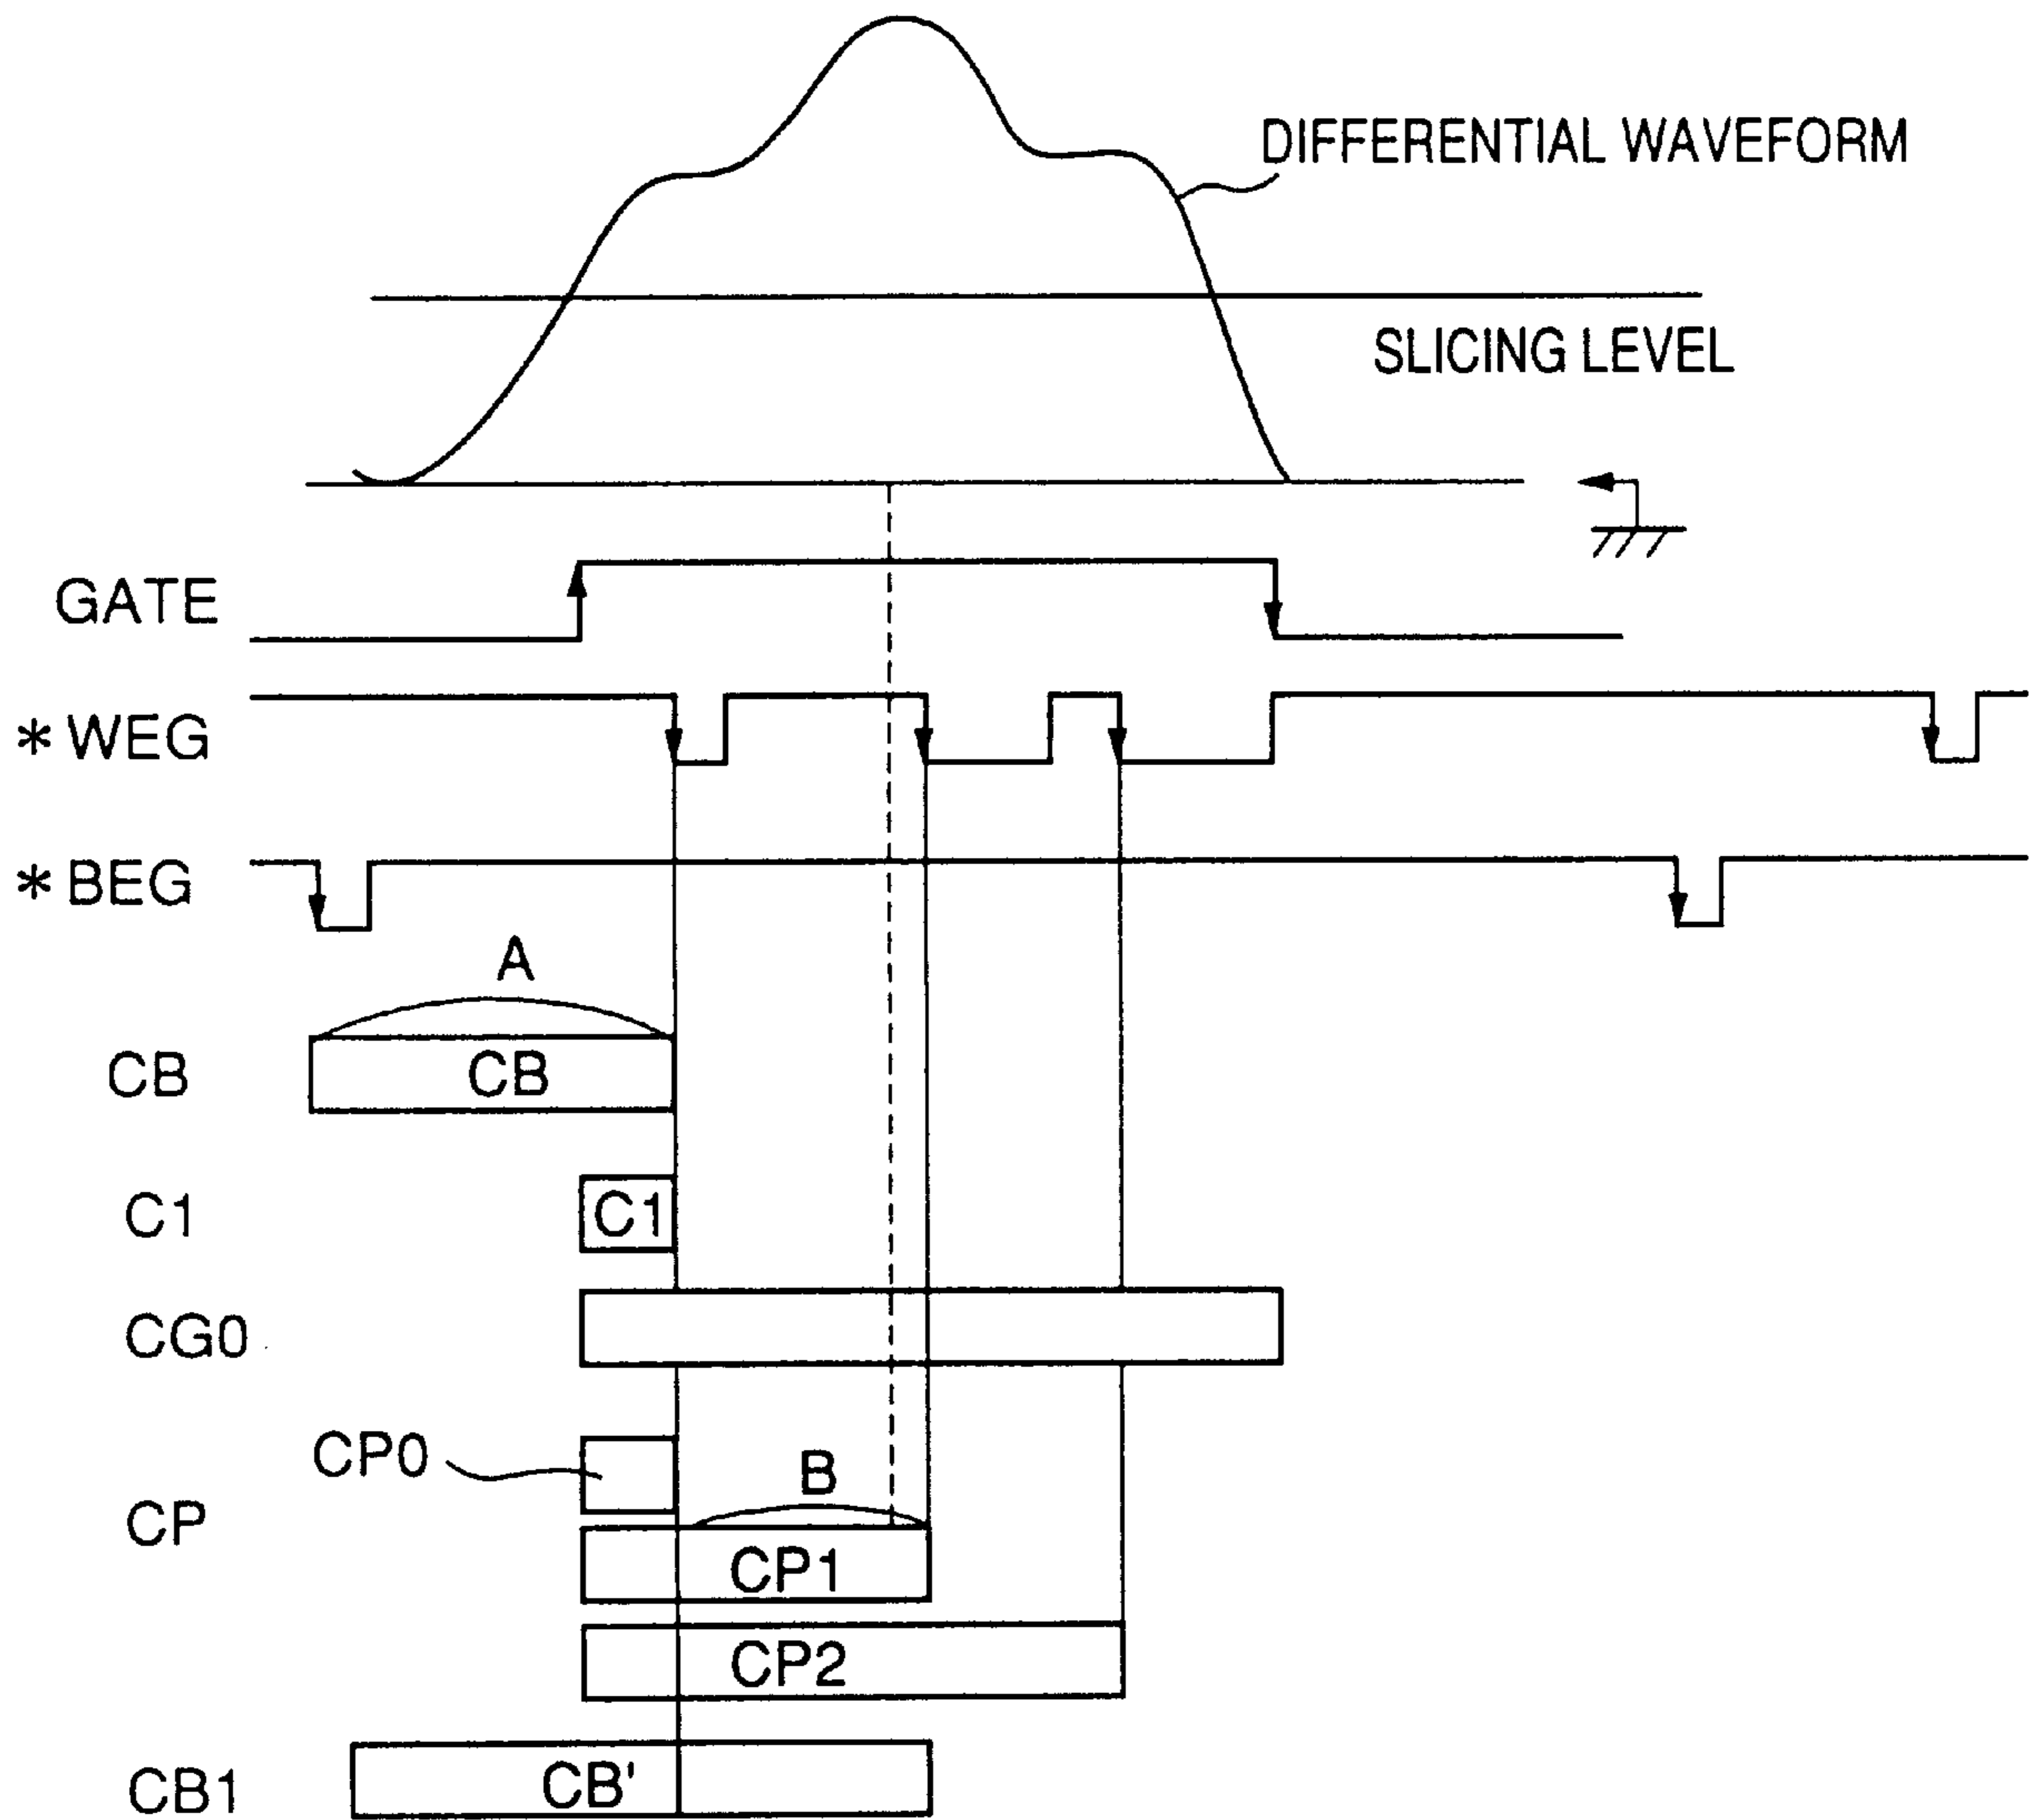 DIFFERENTIAL WAVEFORM
SLICING LEVEL
GATE
* WEG
* BEG
A
CB CB
C1 C1
CG0
CP0
B
CP
CP1
CP2
CB1 CB'